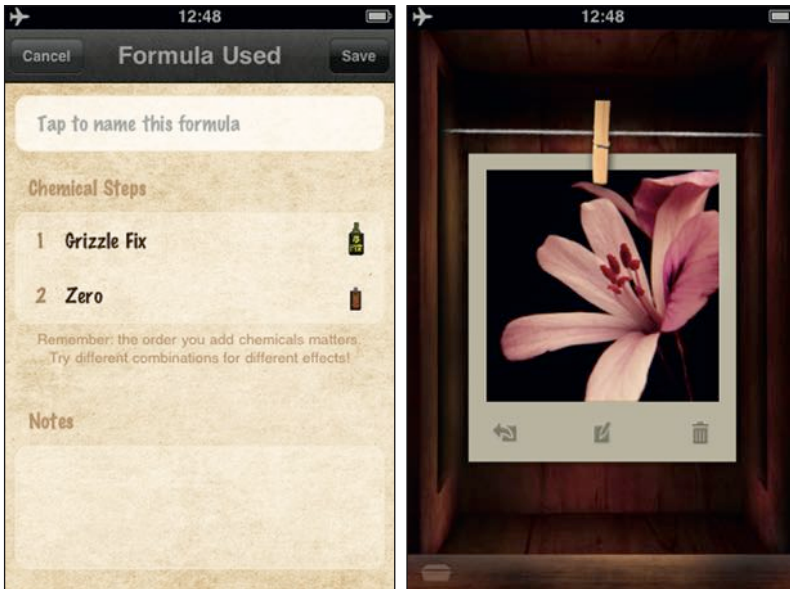 12:48
Cancel
Formula Used
Save
Tap to name this formula
Chemical Steps
1 Grizzle Fix
2 Zero
Remember: the order you add chemicals matters.
Try different combinations for different effects!
Notes
12:48